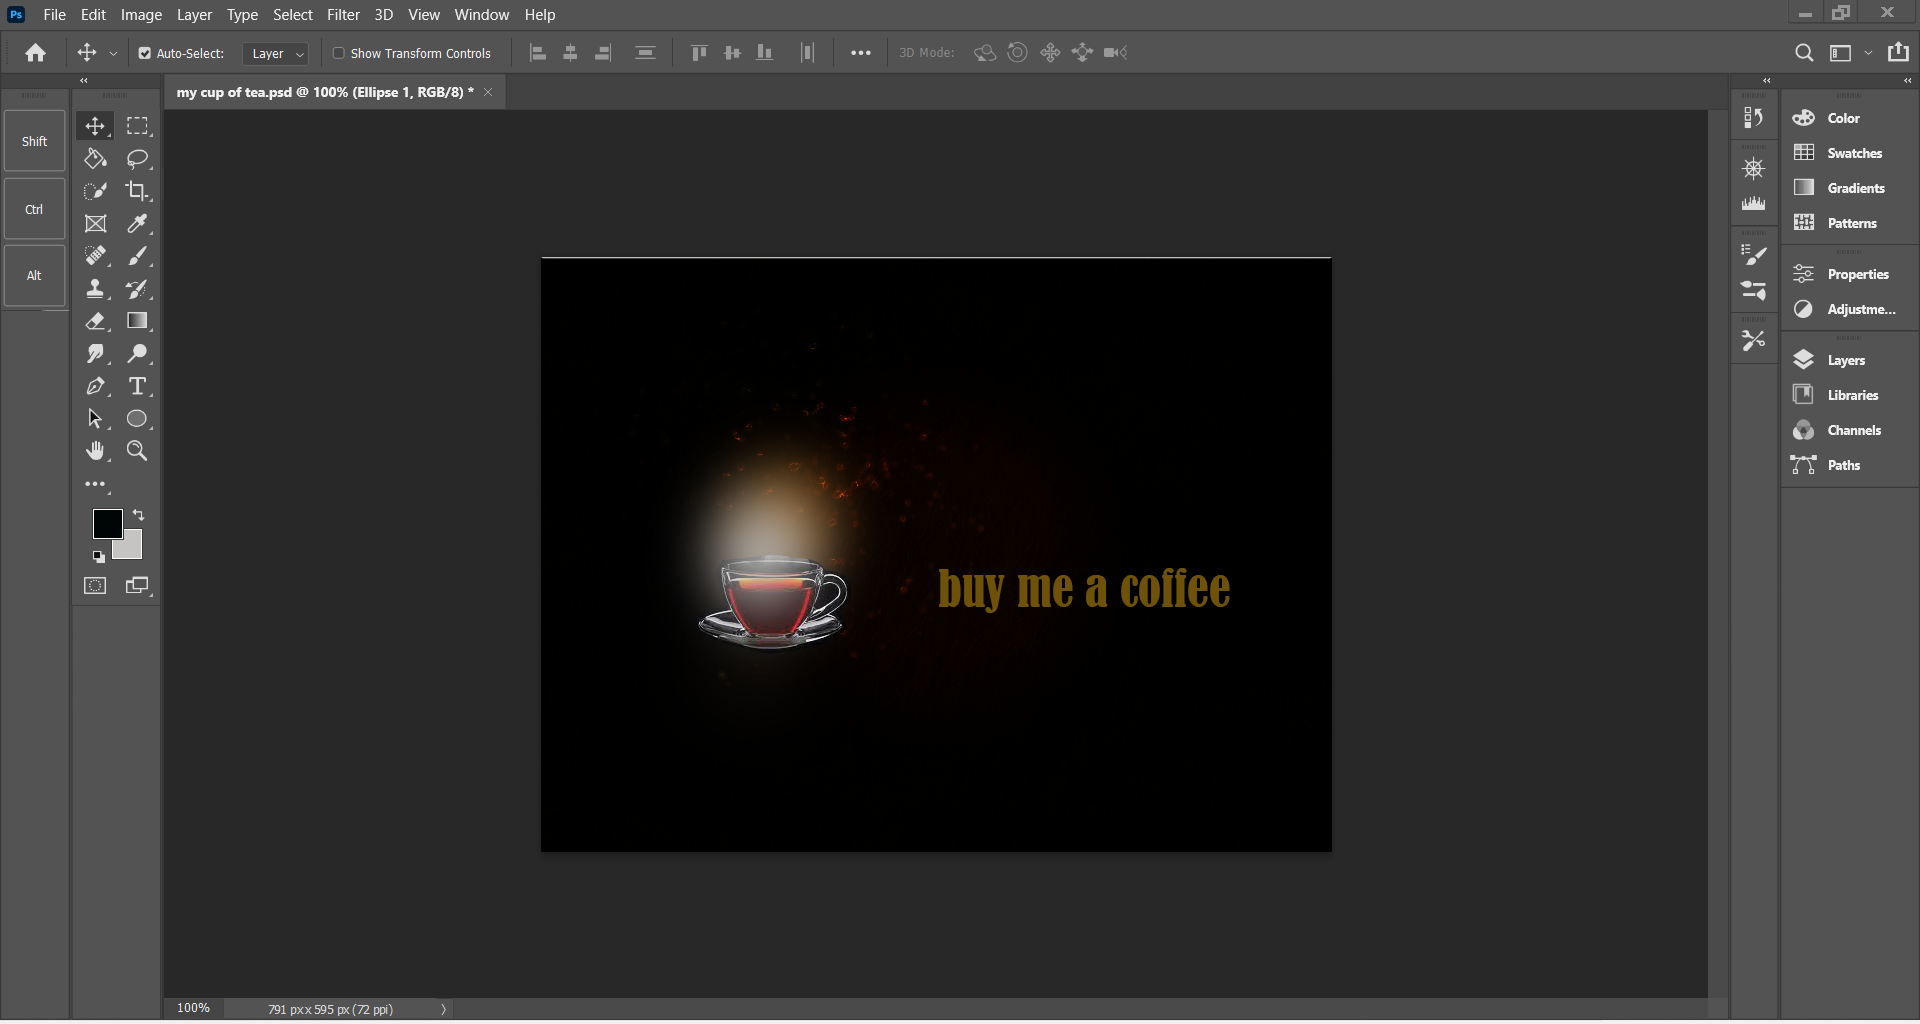 Ps File Edit Image Layer Type Select Filter 3D View Window Help
Auto-Select: Layer Show Transform Controls 3D Mode:
my cup of tea.psd @ 100% (Ellipse 1, RGB/8) *
Shift
Ctrl
Alt
T
buy me a coffee
Color
Swatches
Gradients
Patterns
Properties
Adjustme...
Layers
Libraries
Channels
Paths
100% 791 px x 595 px (72 ppi)